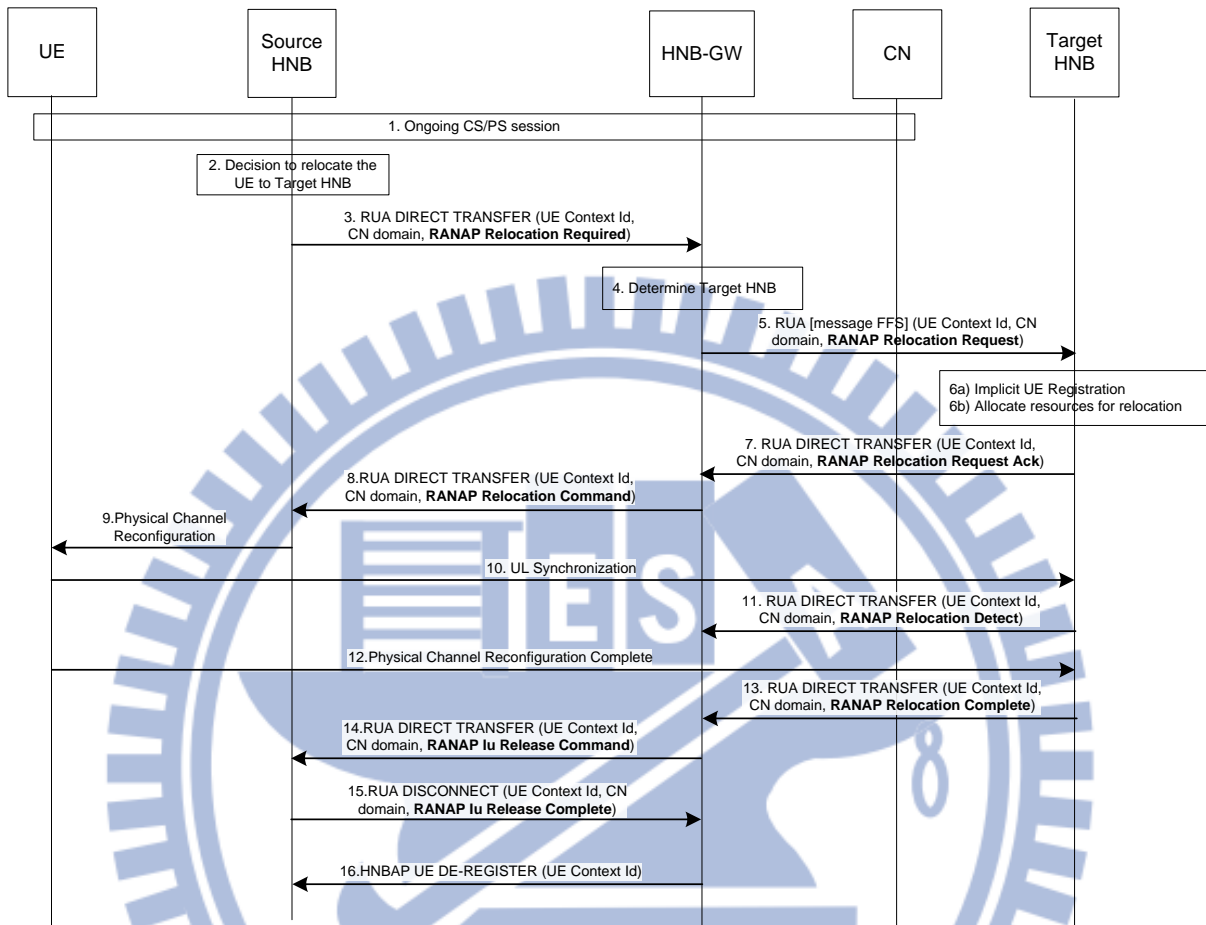 UE
Source
HNB
HNB-GW
CN
Target
HNB
1. Ongoing CS/PS session
2. Decision to relocate the
UE to Target HNB
3. RUA DIRECT TRANSFER (UE Context Id,
CN domain, RANAP Relocation Required)
4. Determine Target HNB
5. RUA [message FFS] (UE Context Id, CN
domain, RANAP Relocation Request)
6a) Implicit UE Registration
6b) Allocate resources for relocation
7. RUA DIRECT TRANSFER (UE Context Id,
CN domain, RANAP Relocation Request Ack)
8.RUA DIRECT TRANSFER (UE Context Id,
CN domain, RANAP Relocation Command)
9.Physical Channel
Reconfiguration
10. UL Synchronization
11. RUA DIRECT TRANSFER (UE Context Id,
CN domain, RANAP Relocation Detect)
12.Physical Channel Reconfiguration Complete
13. RUA DIRECT TRANSFER (UE Context Id,
CN domain, RANAP Relocation Complete)
14.RUA DIRECT TRANSFER (UE Context Id,
CN domain, RANAP Iu Release Command)
15.RUA DISCONNECT (UE Context Id, CN
domain, RANAP Iu Release Complete)
16.HNBAP UE DE-REGISTER (UE Context Id)
ES
A
8